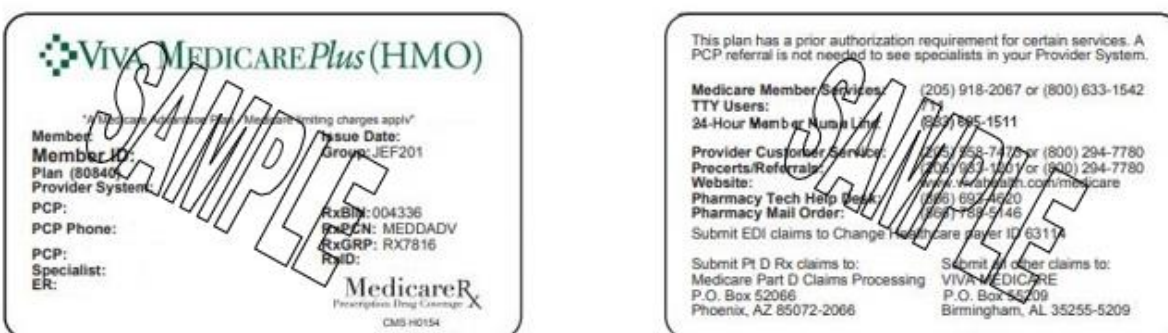 VIVA MEDICARE Plus (HMO)
"A Medicare Advantage Plan / Medicare limiting charges apply"
Member:
Issue Date:
Member ID:
Group: JEF201
Plan (80840)
Provider System:
PCP:
RxBIN: 004336
PCP Phone:
RxPCN: MEDDADV
RxGRP: RX7816
PCP:
RxID:
Specialist:
ER:
MedicareRx
Prescription Drug Coverage
CMS H0154
SAMPLE
This plan has a prior authorization requirement for certain services. A
PCP referral is not needed to see specialists in your Provider System.
Medicare Member Services: (205) 918-2067 or (800) 633-1542
TTY Users:
24-Hour Member Nurse Line: 1511
Provider Customer Service: or (800) 294-7780
Precerts/Referrals: or (800) 294-7780
Website: www.vivahealth.com/medicare
Pharmacy Tech Help Desk:
Pharmacy Mail Order:
Submit EDI claims to Change Healthcare payer ID 63114
Submit Pt D Rx claims to:
Medicare Part D Claims Processing
P.O. Box 52066
Phoenix, AZ 85072-2066
Submit all other claims to:
VIVA MEDICARE
P.O. Box 55209
Birmingham, AL 35255-5209
SAMPLE